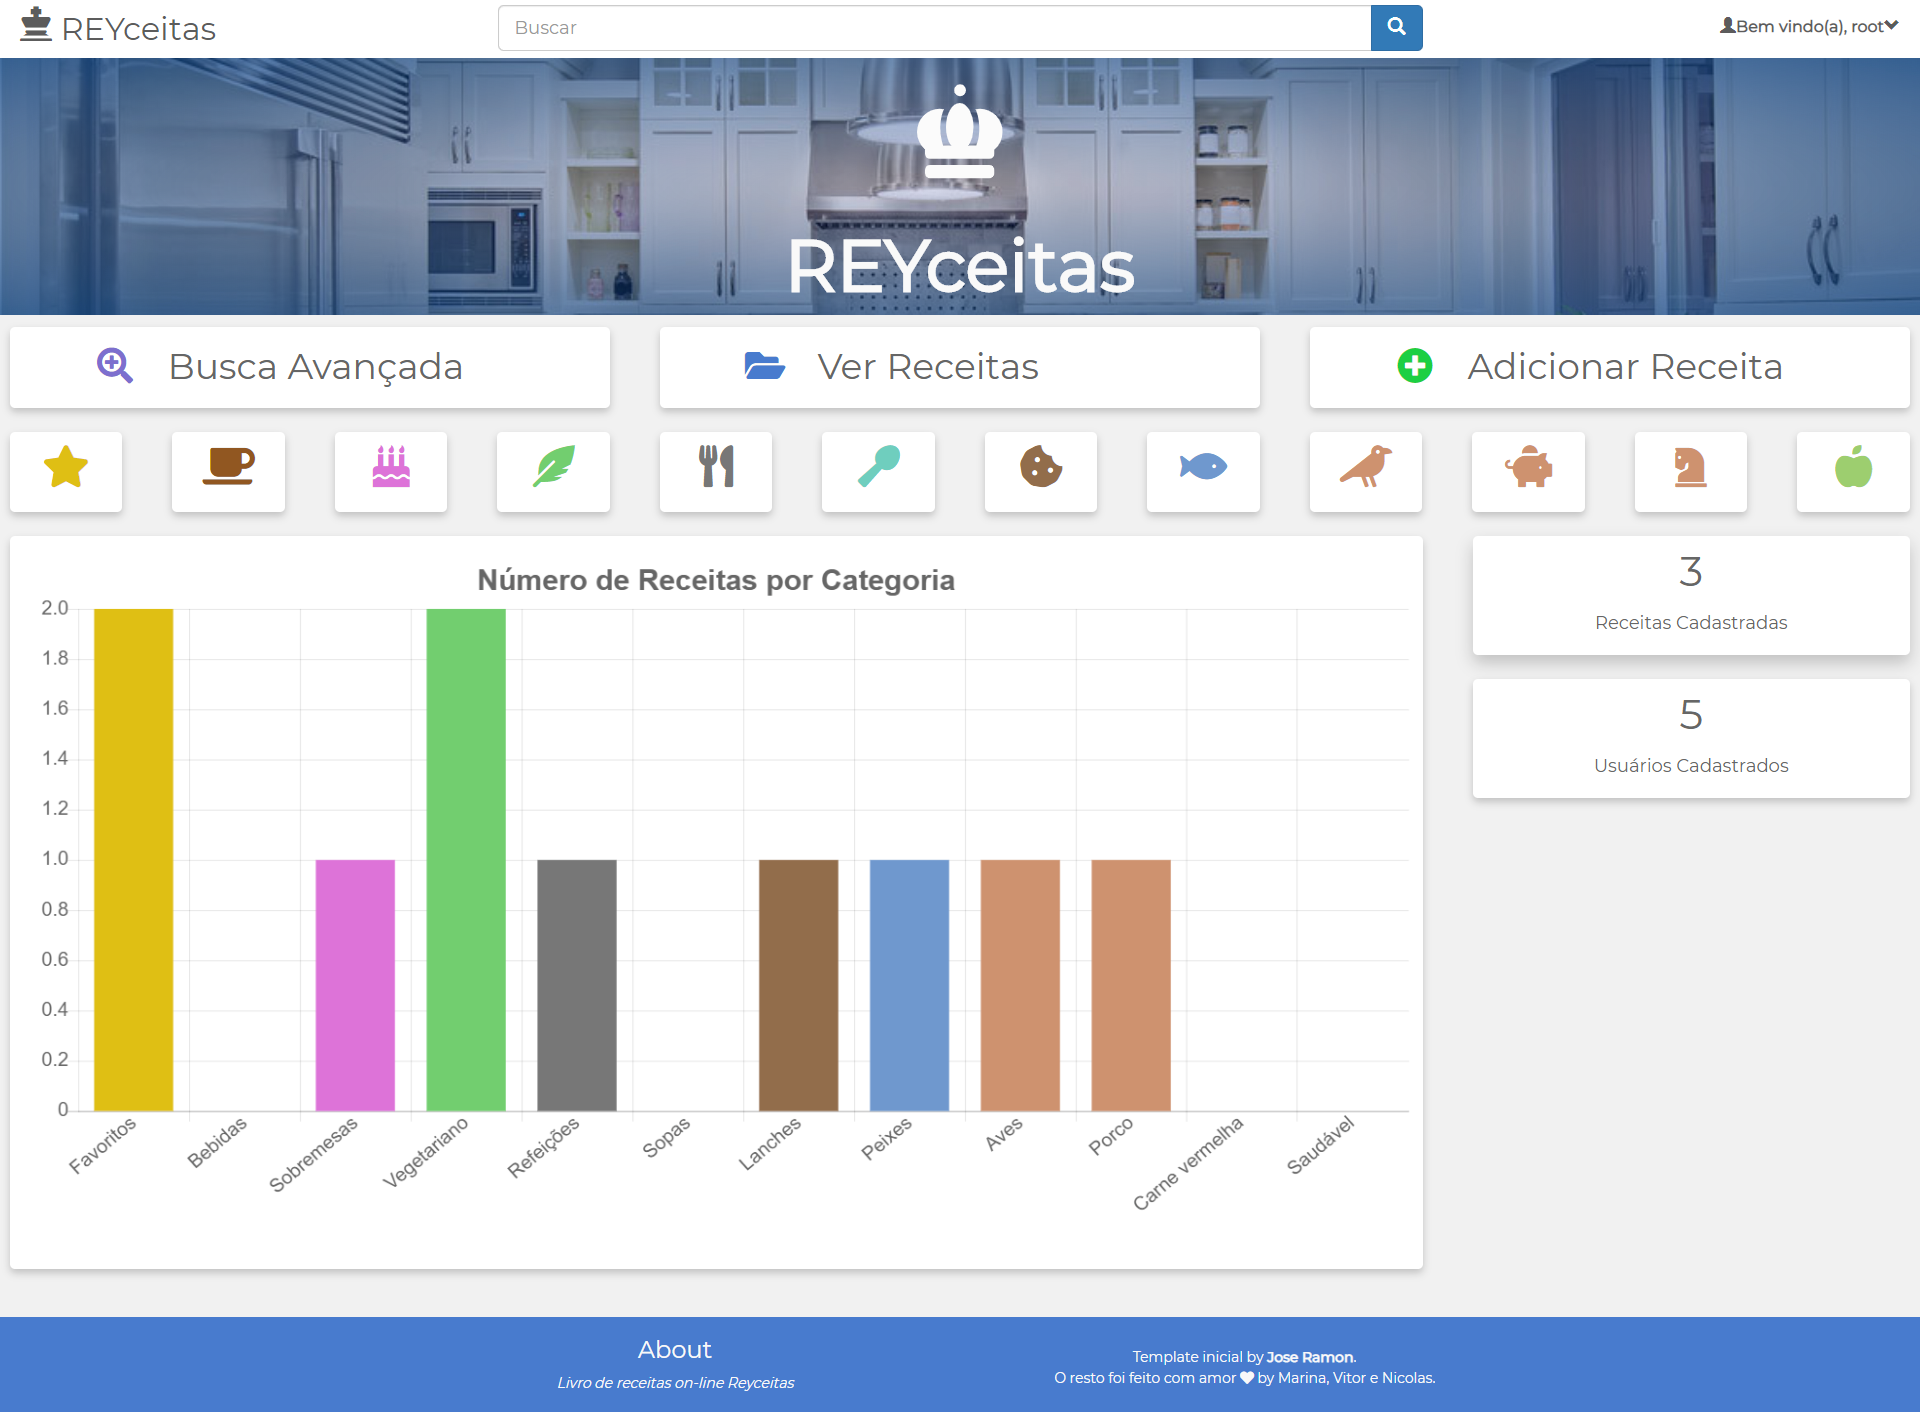 REYceitas
Buscar
Bem vindo(a), root
REYceitas
Busca Avançada
Ver Receitas
Adicionar Receita
Número de Receitas por Categoria
2.0
1.8
1.6
1.4
1.2
1.0
0.8
0.6
0.4
0.2
0
Favoritos
Bebidas
Sobremesas
Vegetariano
Refeições
Sopas
Lanches
Peixes
Aves
Porco
Carne vermelha
Saudável
3
Receitas Cadastradas
5
Usuários Cadastrados
About
Livro de receitas on-line Reyceitas
Template inicial by Jose Ramon.
O resto foi feito com amor by Marina, Vitor e Nicolas.